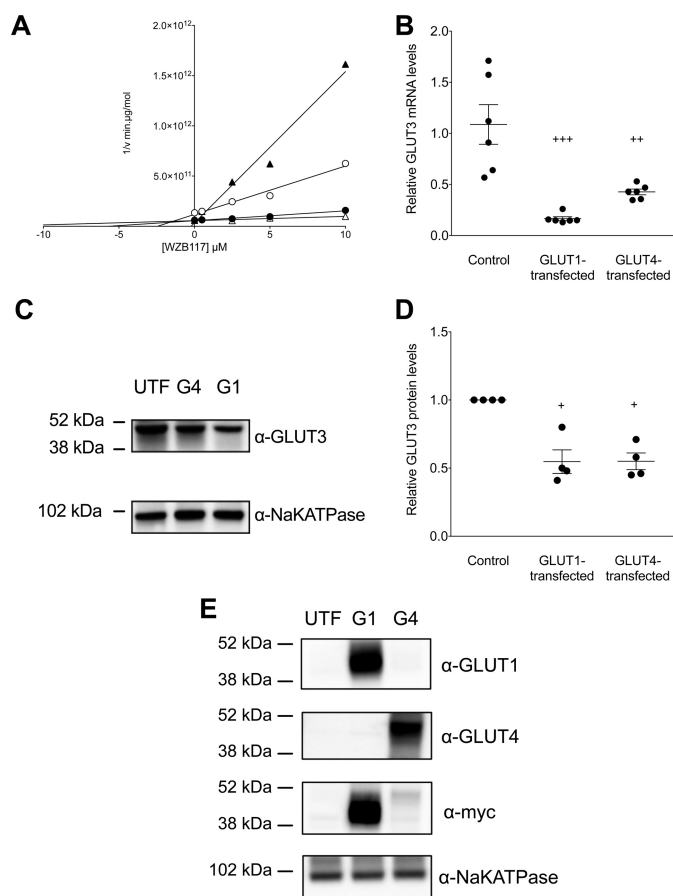 A
2.0×10¹²
1.5×10¹²
1.0×10¹²
5.0×10¹¹
1/v min.µg/mol
-10 -5 0 5 10
[WZB117] µM
B
Relative GLUT3 mRNA levels
2.0
1.5
1.0
0.5
0.0
+++
++
Control GLUT1-transfected GLUT4-transfected
C
UTF G4 G1
52 kDa
38 kDa
α-GLUT3
102 kDa
α-NaKATPase
D
Relative GLUT3 protein levels
1.5
1.0
0.5
0.0
+
+
Control GLUT1-transfected GLUT4-transfected
E
UTF G1 G4
52 kDa
38 kDa
α-GLUT1
52 kDa
38 kDa
α-GLUT4
52 kDa
38 kDa
α-myc
102 kDa
α-NaKATPase